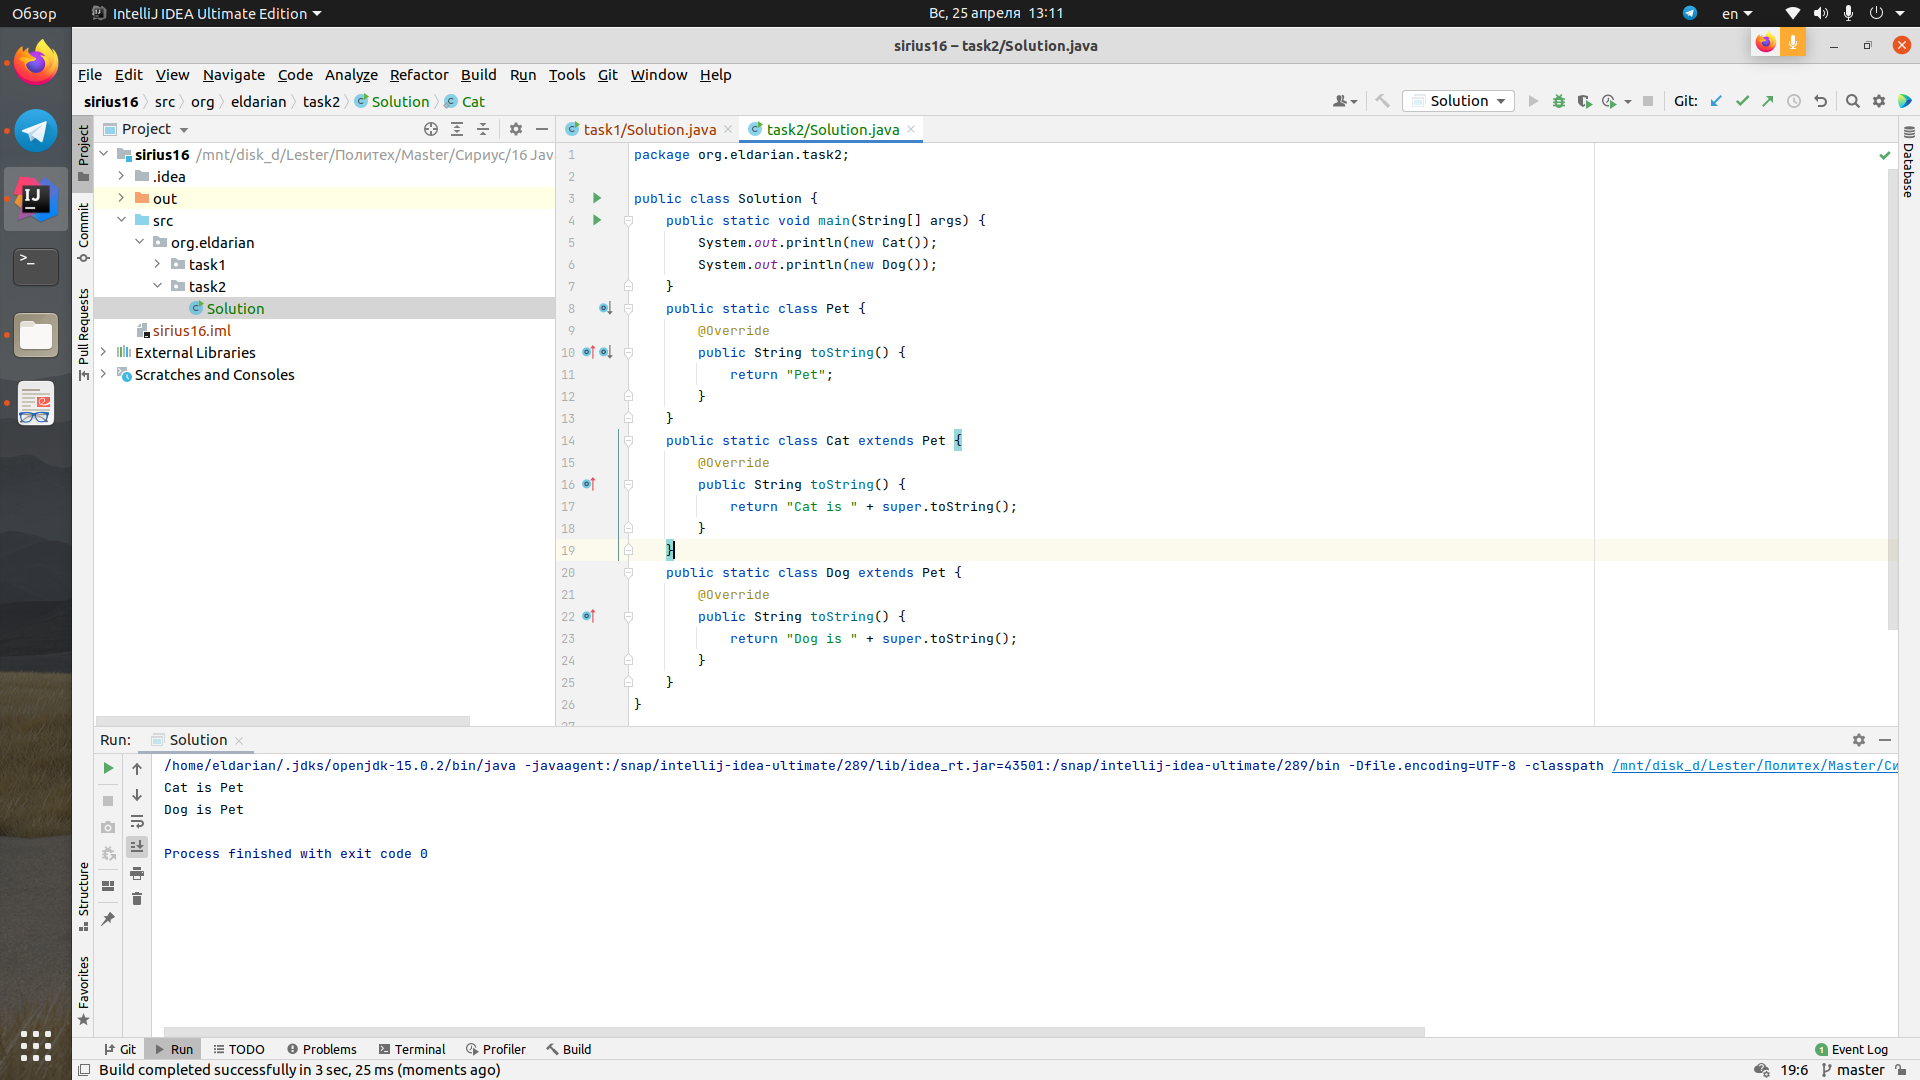 Обзор IntelliJ IDEA Ultimate Edition Вс, 25 апреля 13:11 en
sirius16 – task2/Solution.java
File Edit View Navigate Code Analyze Refactor Build Run Tools Git Window Help
sirius16 src org eldarian task2 Solution Cat Solution Git:
Project
Commit
Pull Requests
Structure
Favorites
Project
sirius16 /mnt/disk_d/Lester/Политех/Master/Сириус/16 Java
.idea
out
src
org.eldarian
task1
task2
Solution
sirius16.iml
External Libraries
Scratches and Consoles
task1/Solution.java task2/Solution.java
Database
1 package org.eldarian.task2;
2
3 public class Solution {
4 public static void main(String[] args) {
5 System.out.println(new Cat());
6 System.out.println(new Dog());
7 }
8 public static class Pet {
9 @Override
10 public String toString() {
11 return "Pet";
12 }
13 }
14 public static class Cat extends Pet {
15 @Override
16 public String toString() {
17 return "Cat is " + super.toString();
18 }
19 }
20 public static class Dog extends Pet {
21 @Override
22 public String toString() {
23 return "Dog is " + super.toString();
24 }
25 }
26 }
27
Run: Solution
/home/eldarian/.jdks/openjdk-15.0.2/bin/java -javaagent:/snap/intellij-idea-ultimate/289/lib/idea_rt.jar=43501:/snap/intellij-idea-ultimate/289/bin -Dfile.encoding=UTF-8 -classpath /mnt/disk_d/Lester/Политех/Master/Си
Cat is Pet
Dog is Pet
Process finished with exit code 0
Git Run TODO Problems Terminal Profiler Build 1 Event Log
Build completed successfully in 3 sec, 25 ms (moments ago) 19:6 master